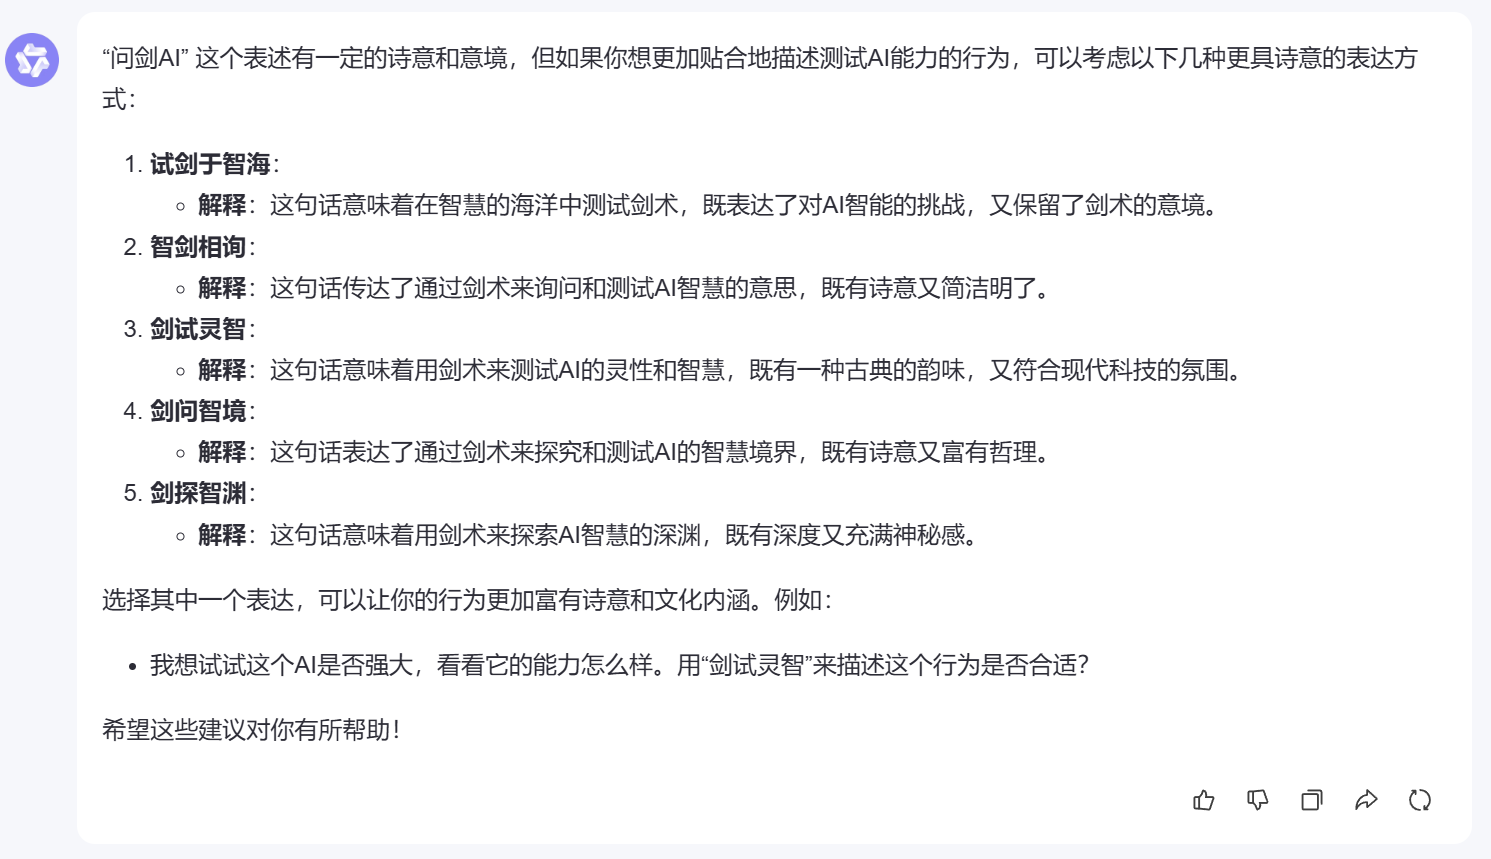 “问剑AI” 这个表述有一定的诗意和意境，但如果你想更加贴合地描述测试AI能力的行为，可以考虑以下几种更具诗意的表达方
式：
1. 试剑于智海：
解释：这句话意味着在智慧的海洋中测试剑术，既表达了对AI智能的挑战，又保留了剑术的意境。
2. 智剑相询：
解释：这句话传达了通过剑术来询问和测试AI智慧的意思，既有诗意又简洁明了。
3. 剑试灵智：
解释：这句话意味着用剑术来测试AI的灵性和智慧，既有一种古典的韵味，又符合现代科技的氛围。
4. 剑问智境：
解释：这句话表达了通过剑术来探究和测试AI的智慧境界，既有诗意又富有哲理。
5. 剑探智渊：
解释：这句话意味着用剑术来探索AI智慧的深渊，既有深度又充满神秘感。
选择其中一个表达，可以让你的行为更加富有诗意和文化内涵。例如：
我想试试这个AI是否强大，看看它的能力怎么样。用“剑试灵智”来描述这个行为是否合适？
希望这些建议对你有所帮助！